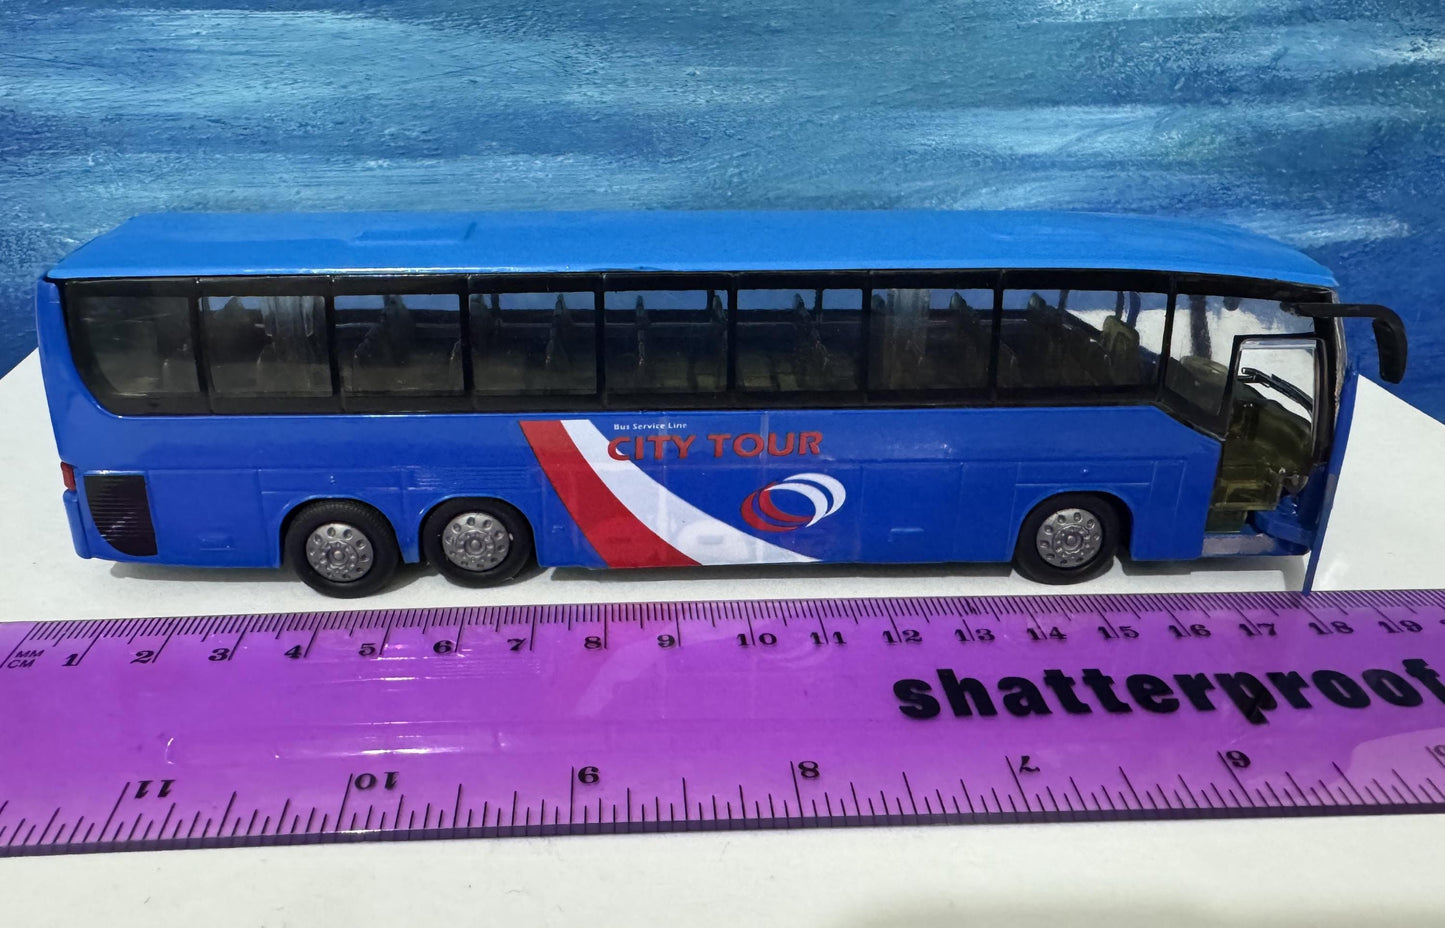 Bus Service Line
CITY TOUR
MM
CM
1 2 3 4 5 6 7 8 9 10 11 12 13 14 15 16 17 18 19
shatterproof
11 10 9 8 7 6